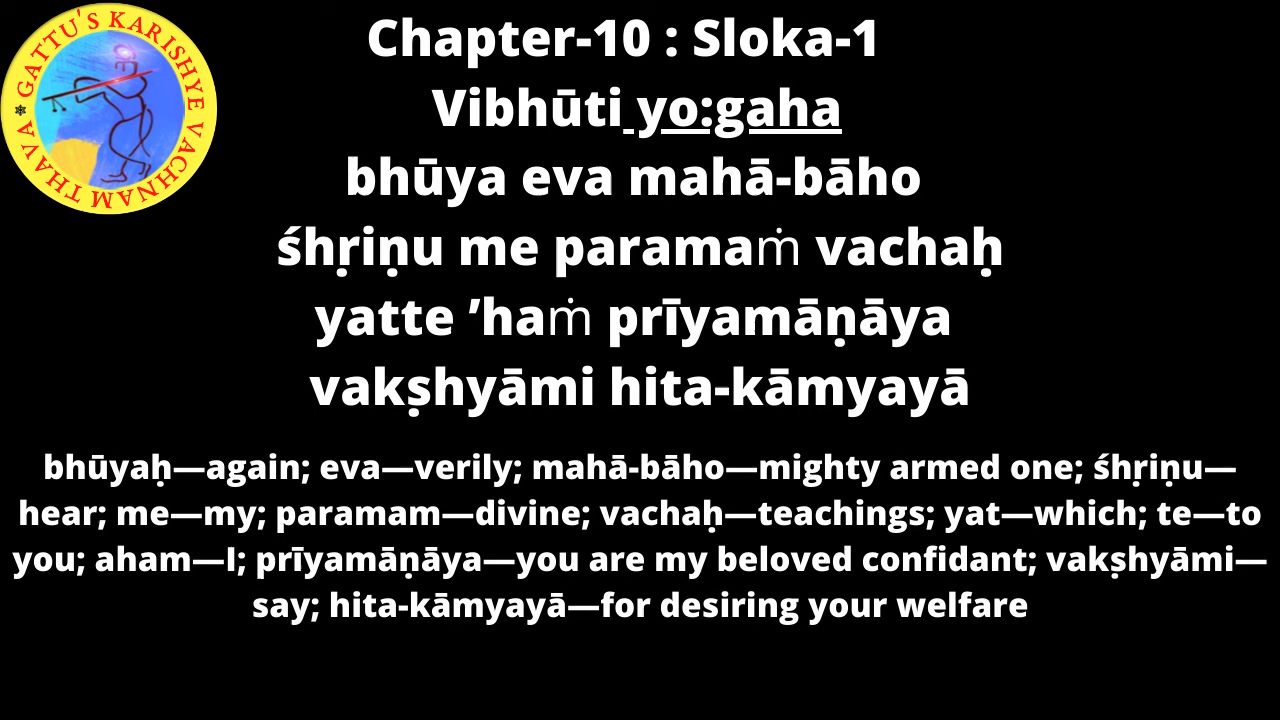 GATTU'S KARISHYE VACHNAM THAVA
Chapter-10 : Sloka-1
Vibhūti yo:gaha
bhūya eva mahā-bāho
śhṛiṇu me paramaṁ vachaḥ
yatte ’haṁ prīyamāṇāya
vakṣhyāmi hita-kāmyayā
bhūyaḥ—again; eva—verily; mahā-bāho—mighty armed one; śhṛiṇu—
hear; me—my; paramam—divine; vachaḥ—teachings; yat—which; te—to
you; aham—I; prīyamāṇāya—you are my beloved confidant; vakṣhyāmi—
say; hita-kāmyayā—for desiring your welfare